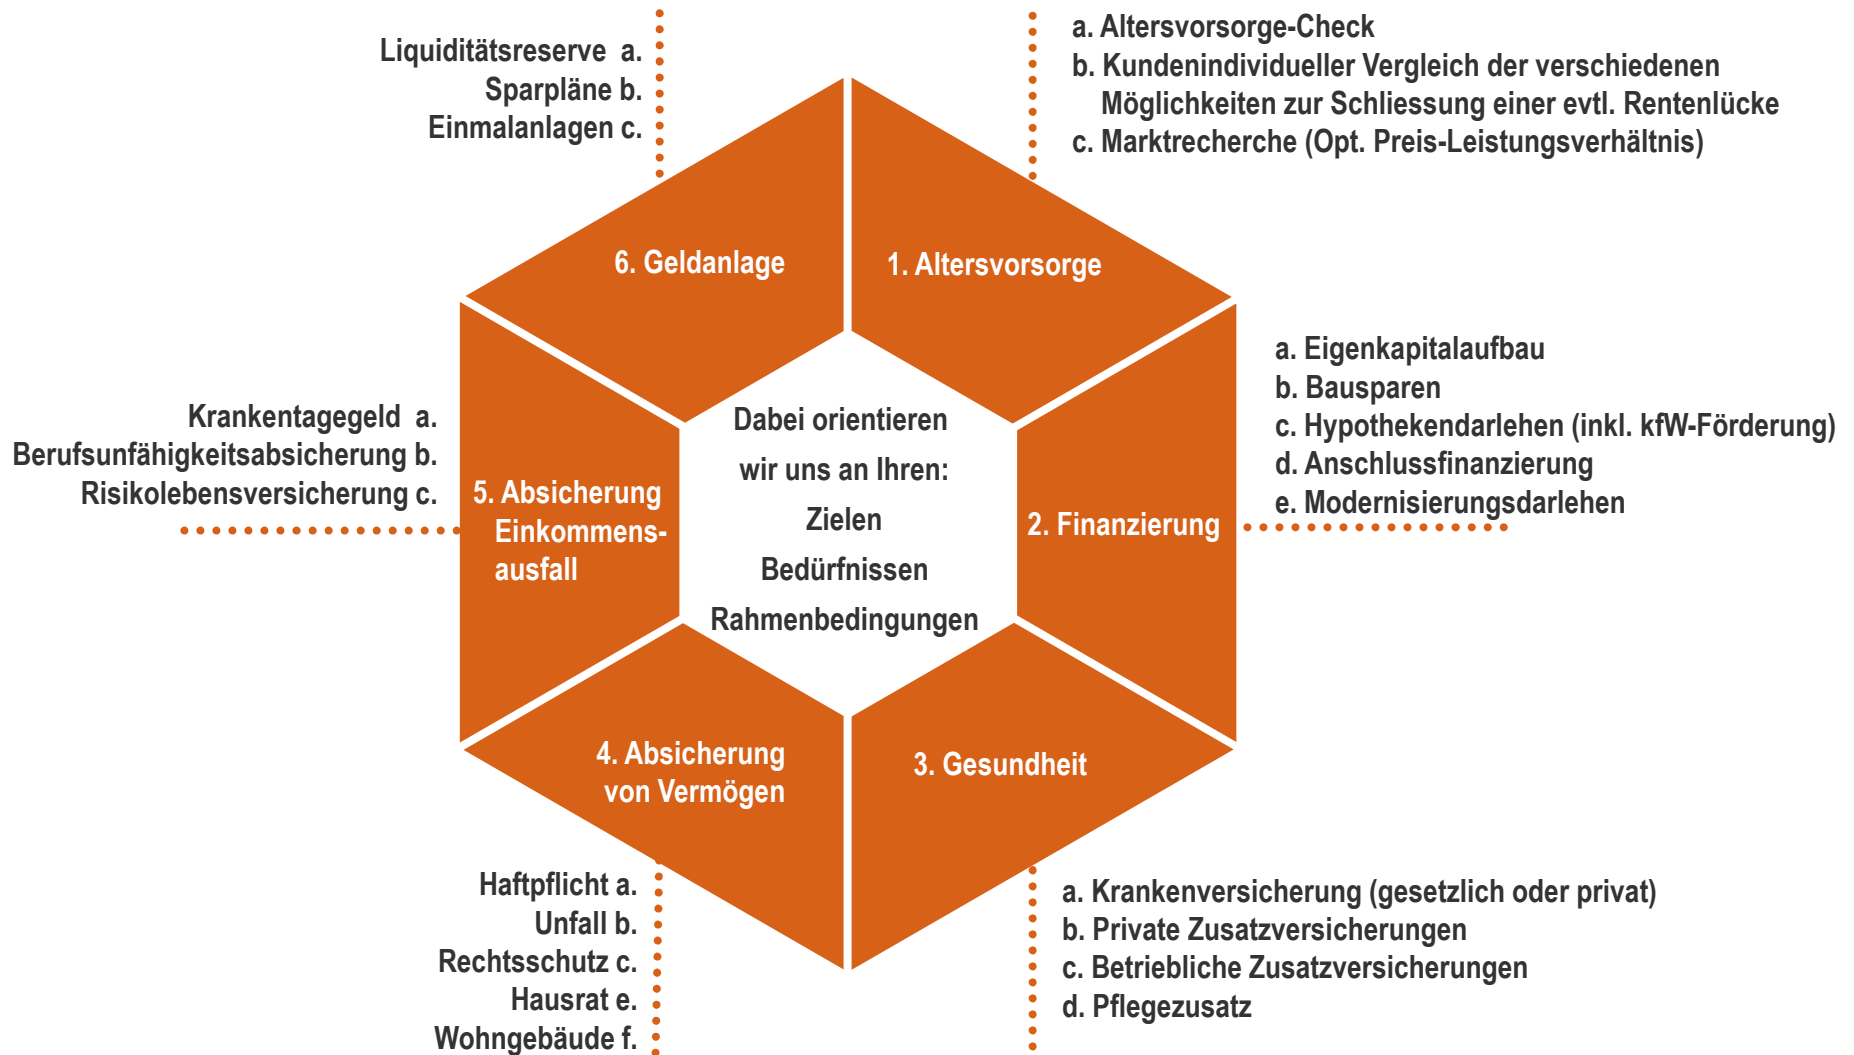 Liquiditätsreserve a.
Sparpläne b.
Einmalanlagen c.
a. Altersvorsorge-Check
b. Kundenindividueller Vergleich der verschiedenen
Möglichkeiten zur Schliessung einer evtl. Rentenlücke
c. Marktrecherche (Opt. Preis-Leistungsverhältnis)
6. Geldanlage
1. Altersvorsorge
a. Eigenkapitalaufbau
b. Bausparen
c. Hypothekendarlehen (inkl. kfW-Förderung)
d. Anschlussfinanzierung
e. Modernisierungsdarlehen
Krankentagegeld a.
Berufsunfähigkeitsabsicherung b.
Risikolebensversicherung c.
5. Absicherung
Einkommens-
ausfall
Dabei orientieren
wir uns an Ihren:
Zielen
Bedürfnissen
Rahmenbedingungen
2. Finanzierung
4. Absicherung
von Vermögen
3. Gesundheit
Haftpflicht a.
Unfall b.
Rechtsschutz c.
Hausrat e.
Wohngebäude f.
a. Krankenversicherung (gesetzlich oder privat)
b. Private Zusatzversicherungen
c. Betriebliche Zusatzversicherungen
d. Pflegezusatz